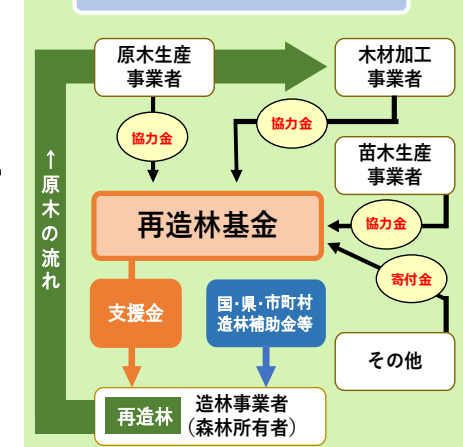 原木生産
事業者
木材加工
事業者
協力金
協力金
苗木生産
事業者
↑原木の流れ
再造林基金
協力金
寄付金
支援金
国・県・市町村
造林補助金等
その他
再造林
造林事業者
（森林所有者）